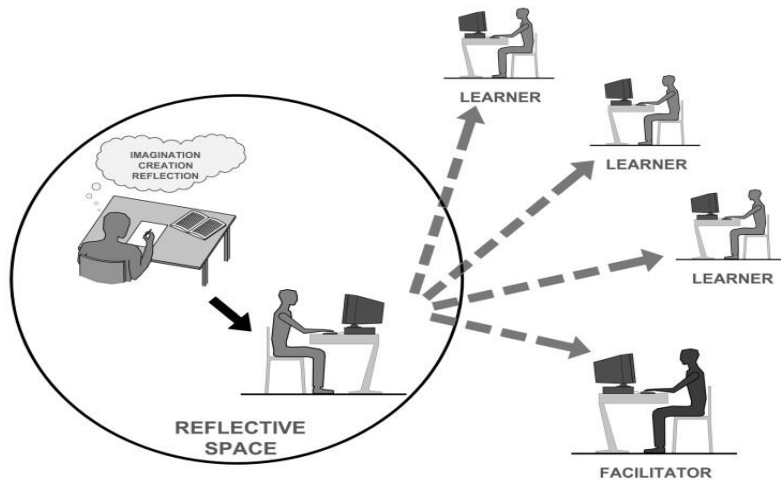 LEARNER
IMAGINATION
CREATION
REFLECTION
LEARNER
LEARNER
REFLECTIVE
SPACE
FACILITATOR